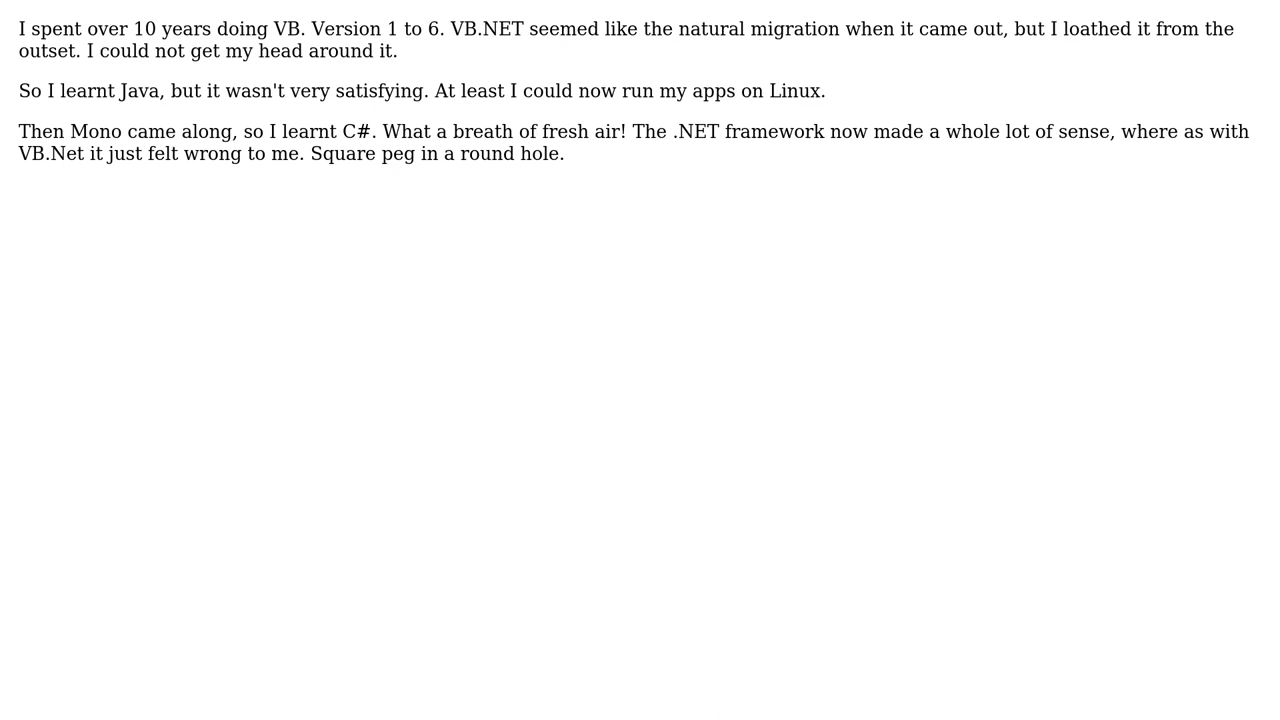 I spent over 10 years doing VB. Version 1 to 6. VB.NET seemed like the natural migration when it came out, but I loathed it from the
outset. I could not get my head around it.
So I learnt Java, but it wasn't very satisfying. At least I could now run my apps on Linux.
Then Mono came along, so I learnt C#. What a breath of fresh air! The .NET framework now made a whole lot of sense, where as with
VB.Net it just felt wrong to me. Square peg in a round hole.